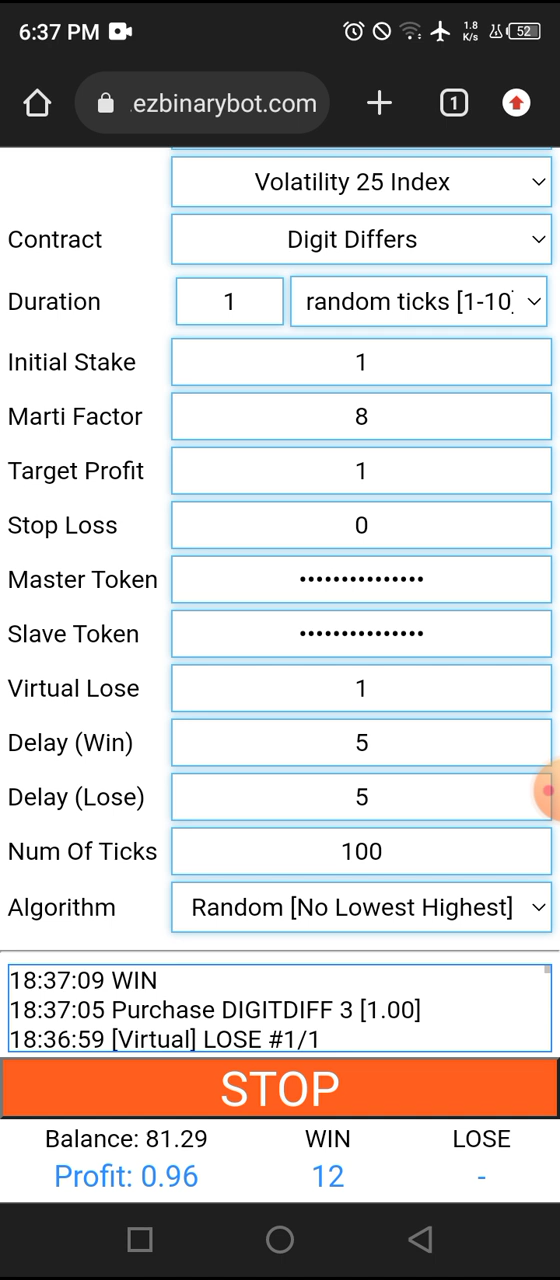 6:37 PM 1.8 K/s 52
.ezbinarybot.com 1
Volatility 25 Index
Contract Digit Differs
Duration 1 random ticks [1-10]
Initial Stake 1
Marti Factor 8
Target Profit 1
Stop Loss 0
Master Token •••••••••••••••
Slave Token •••••••••••••••
Virtual Lose 1
Delay (Win) 5
Delay (Lose) 5
Num Of Ticks 100
Algorithm Random [No Lowest Highest]
18:37:09 WIN
18:37:05 Purchase DIGITDIFF 3 [1.00]
18:36:59 [Virtual] LOSE #1/1
STOP
Balance: 81.29 WIN LOSE
Profit: 0.96 12 -